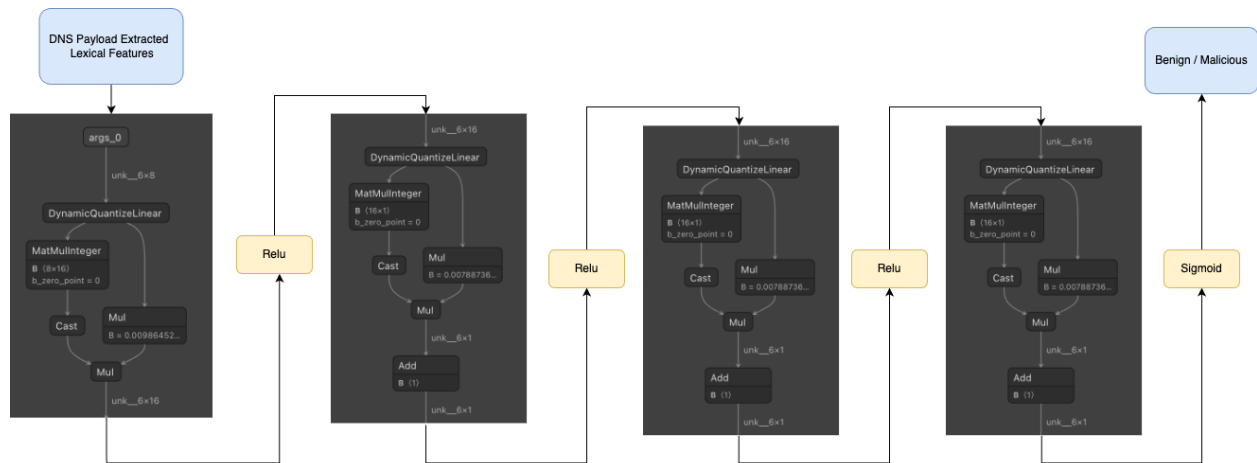 DNS Payload Extracted
Lexical Features
args_0
unk__6×8
DynamicQuantizeLinear
MatMulInteger
B ⟨8×16⟩
b_zero_point = 0
Cast
Mul
B = 0.00986452...
Mul
unk__6×16
Relu
unk__6×16
DynamicQuantizeLinear
MatMulInteger
B ⟨16×1⟩
b_zero_point = 0
Cast
Mul
B = 0.00788736...
Mul
unk__6×1
Add
B ⟨1⟩
unk__6×1
Relu
unk__6×16
DynamicQuantizeLinear
MatMulInteger
B ⟨16×1⟩
b_zero_point = 0
Cast
Mul
B = 0.00788736...
Mul
unk__6×1
Add
B ⟨1⟩
unk__6×1
Relu
unk__6×16
DynamicQuantizeLinear
MatMulInteger
B ⟨16×1⟩
b_zero_point = 0
Cast
Mul
B = 0.00788736...
Mul
unk__6×1
Add
B ⟨1⟩
unk__6×1
Sigmoid
Benign / Malicious